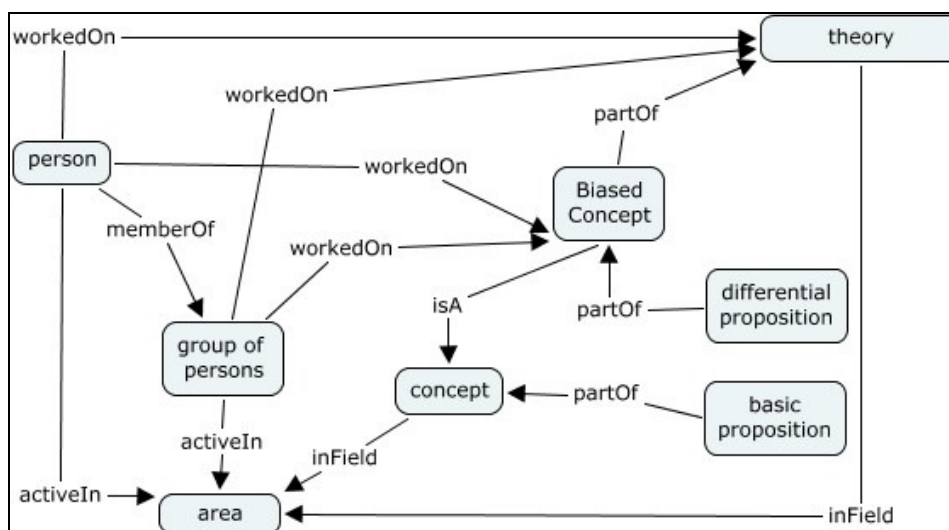 workedOn
theory
workedOn
partOf
person
workedOn
Biased
Concept
memberOf
workedOn
isA
partOf
differential
proposition
group of
persons
concept
partOf
basic
proposition
activeIn
inField
activeIn
area
inField